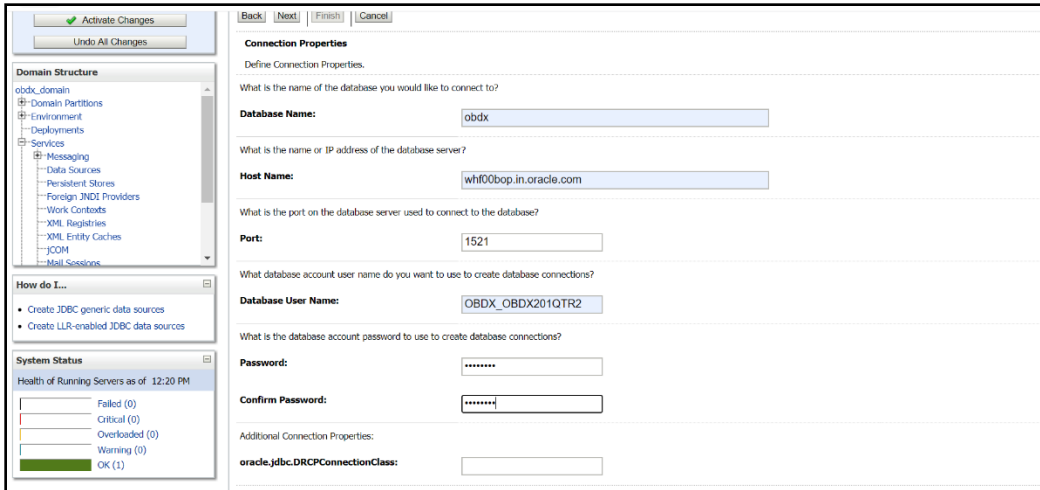 Activate Changes
Undo All Changes
Domain Structure
obdx_domain
Domain Partitions
Environment
Deployments
Services
Messaging
Data Sources
Persistent Stores
Foreign JNDI Providers
Work Contexts
XML Registries
XML Entity Caches
jCOM
Mail Sessions
How do I...
Create JDBC generic data sources
Create LLR-enabled JDBC data sources
System Status
Health of Running Servers as of 12:20 PM
Failed (0)
Critical (0)
Overloaded (0)
Warning (0)
OK (1)
Back Next Finish Cancel
Connection Properties
Define Connection Properties.
What is the name of the database you would like to connect to?
Database Name: obdx
What is the name or IP address of the database server?
Host Name: whf00bop.in.oracle.com
What is the port on the database server used to connect to the database?
Port: 1521
What database account user name do you want to use to create database connections?
Database User Name: OBDX_OBDX201QTR2
What is the database account password to use to create database connections?
Password: ••••••••
Confirm Password: ••••••••
Additional Connection Properties:
oracle.jdbc.DRCPConnectionClass: